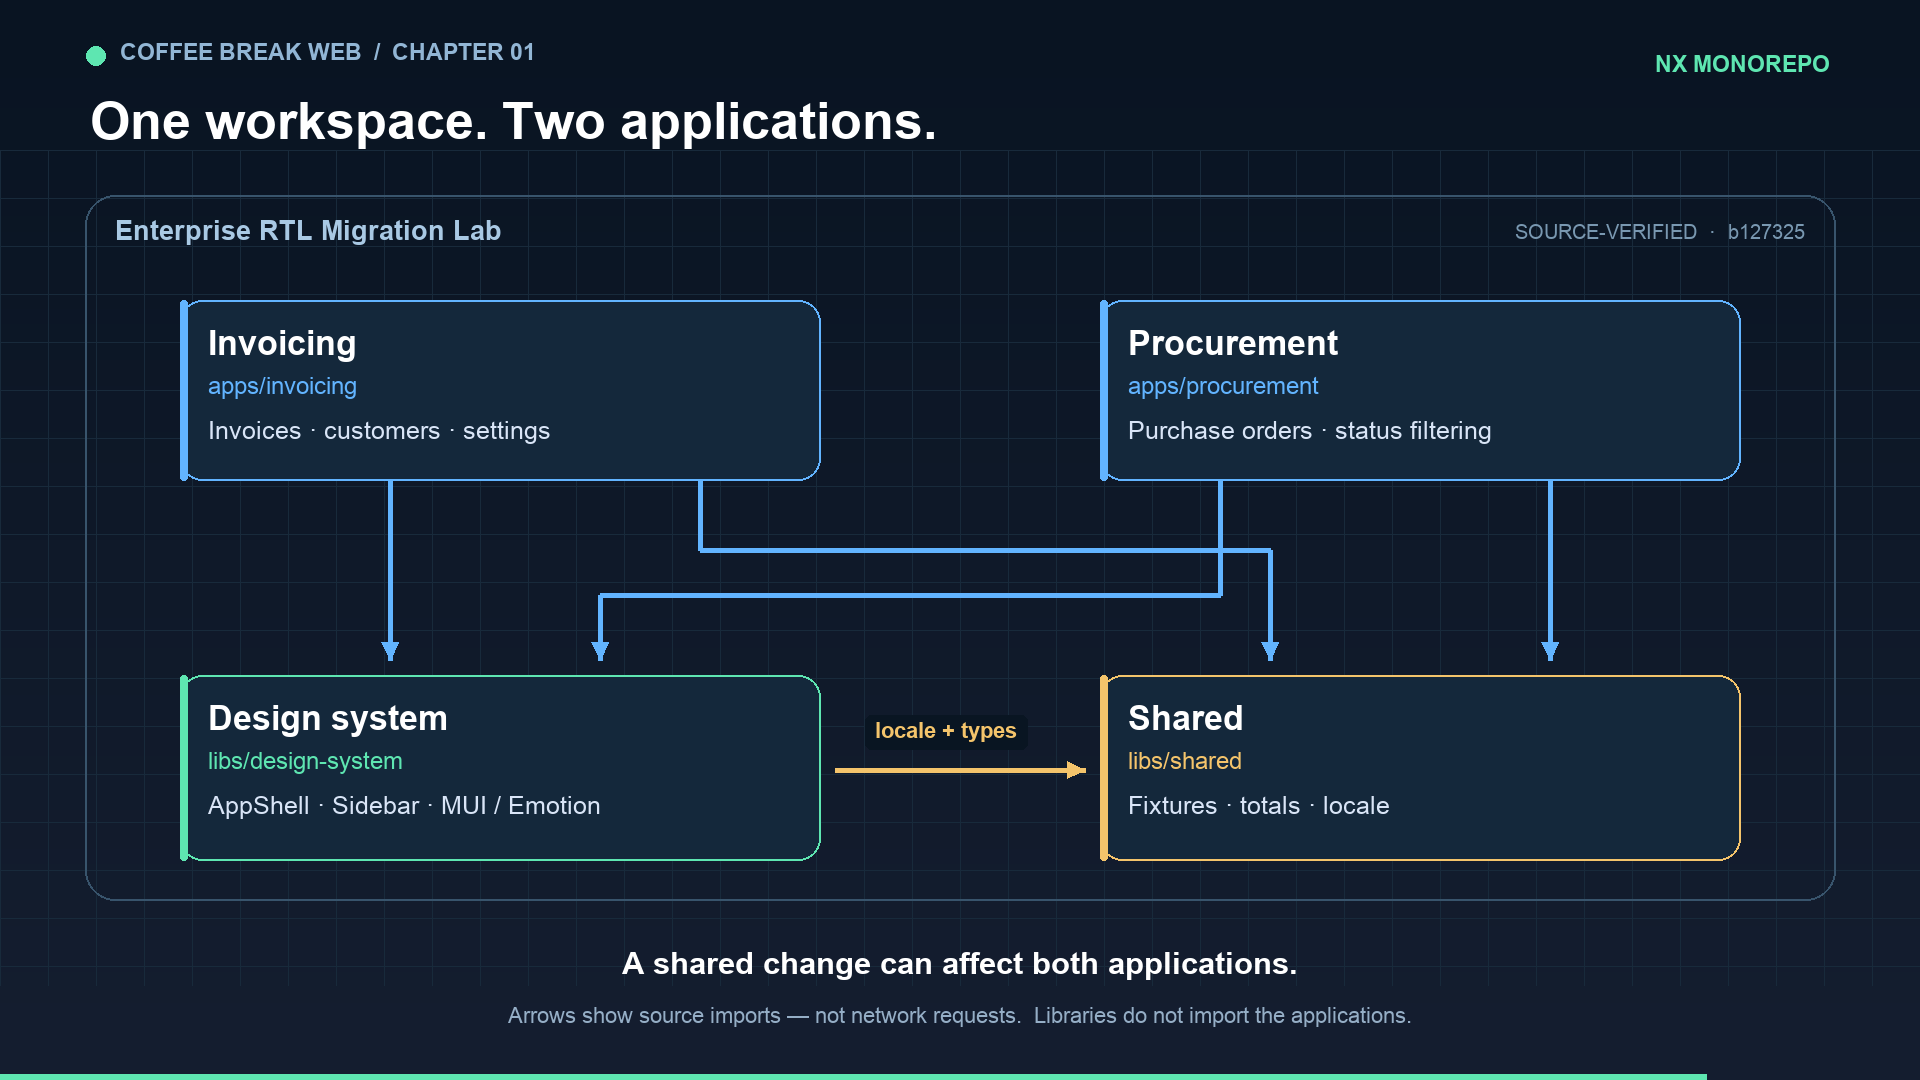 COFFEE BREAK WEB / CHAPTER 01
NX MONOREPO
One workspace. Two applications.
Enterprise RTL Migration Lab
SOURCE-VERIFIED · b127325
Invoicing
apps/invoicing
Invoices · customers · settings
Procurement
apps/procurement
Purchase orders · status filtering
Design system
libs/design-system
AppShell · Sidebar · MUI / Emotion
locale + types
Shared
libs/shared
Fixtures · totals · locale
A shared change can affect both applications.
Arrows show source imports — not network requests. Libraries do not import the applications.